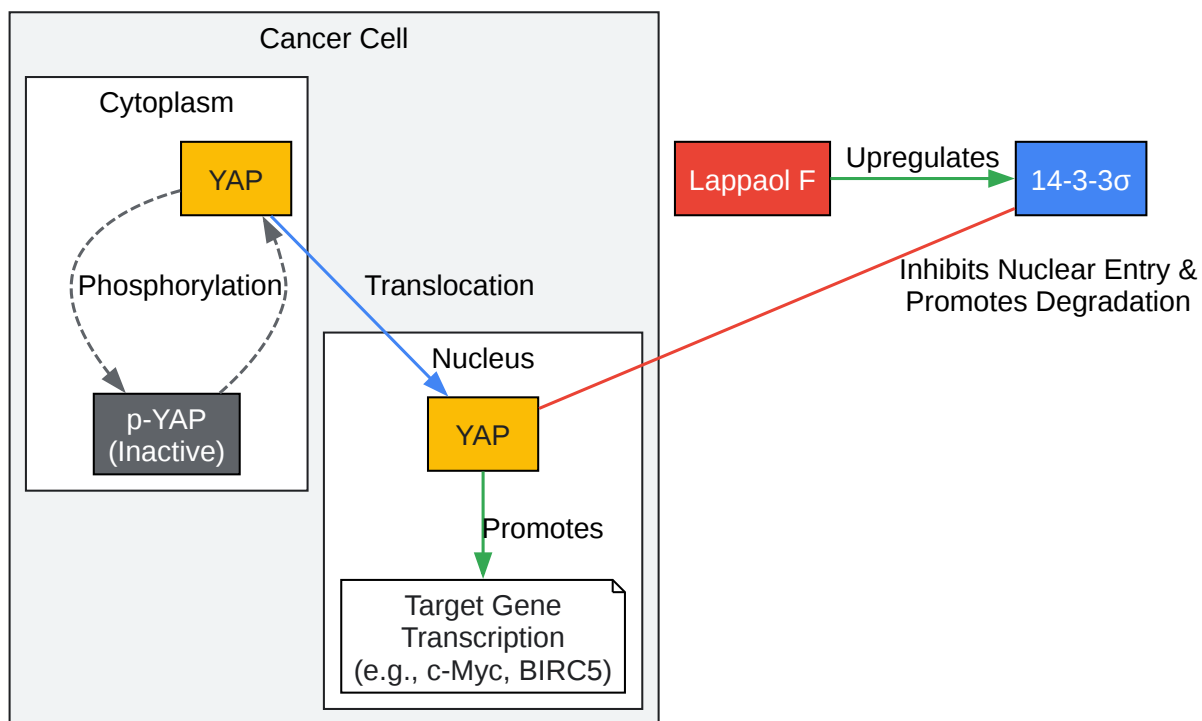 Cancer Cell
Cytoplasm
YAP
Phosphorylation
p-YAP
(Inactive)
Translocation
Nucleus
YAP
Promotes
Target Gene
Transcription
(e.g., c-Myc, BIRC5)
Lappaol F
Upregulates
14-3-3σ
Inhibits Nuclear Entry &
Promotes Degradation